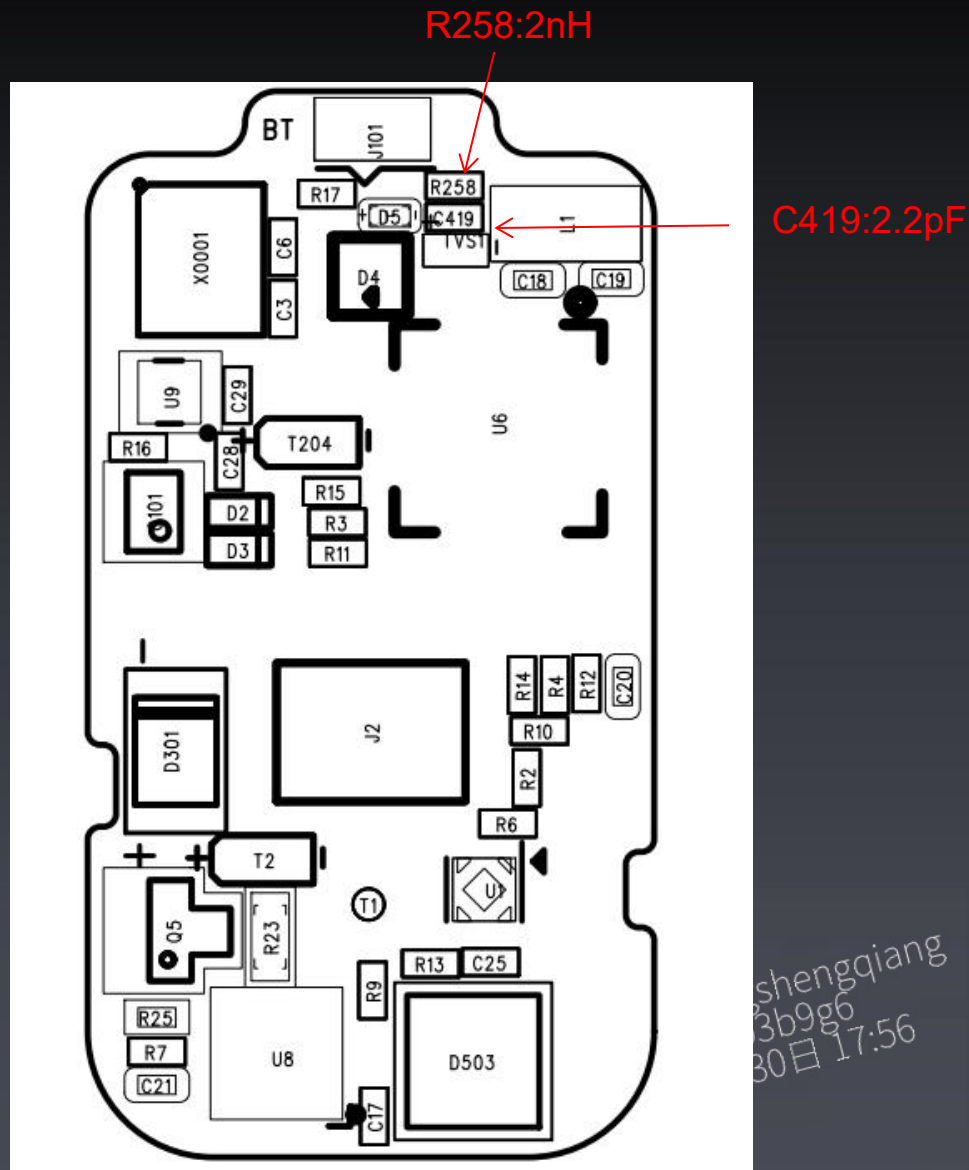 R258:2nH
BT
J101
R17
R258
D5
C419
C419:2.2pF
TVS1
L1
X0001
C6
D4
C18
C19
C3
U9
C29
U6
R16
C28
T204
R15
D2
R3
D3
R11
R14
R4
R12
C20
R10
D301
J2
R2
R6
T2
U1
T1
Q5
R23
R13
C25
shengqiang
3b9g6
30日 17:56
R9
R25
R7
U8
D503
C21
C17